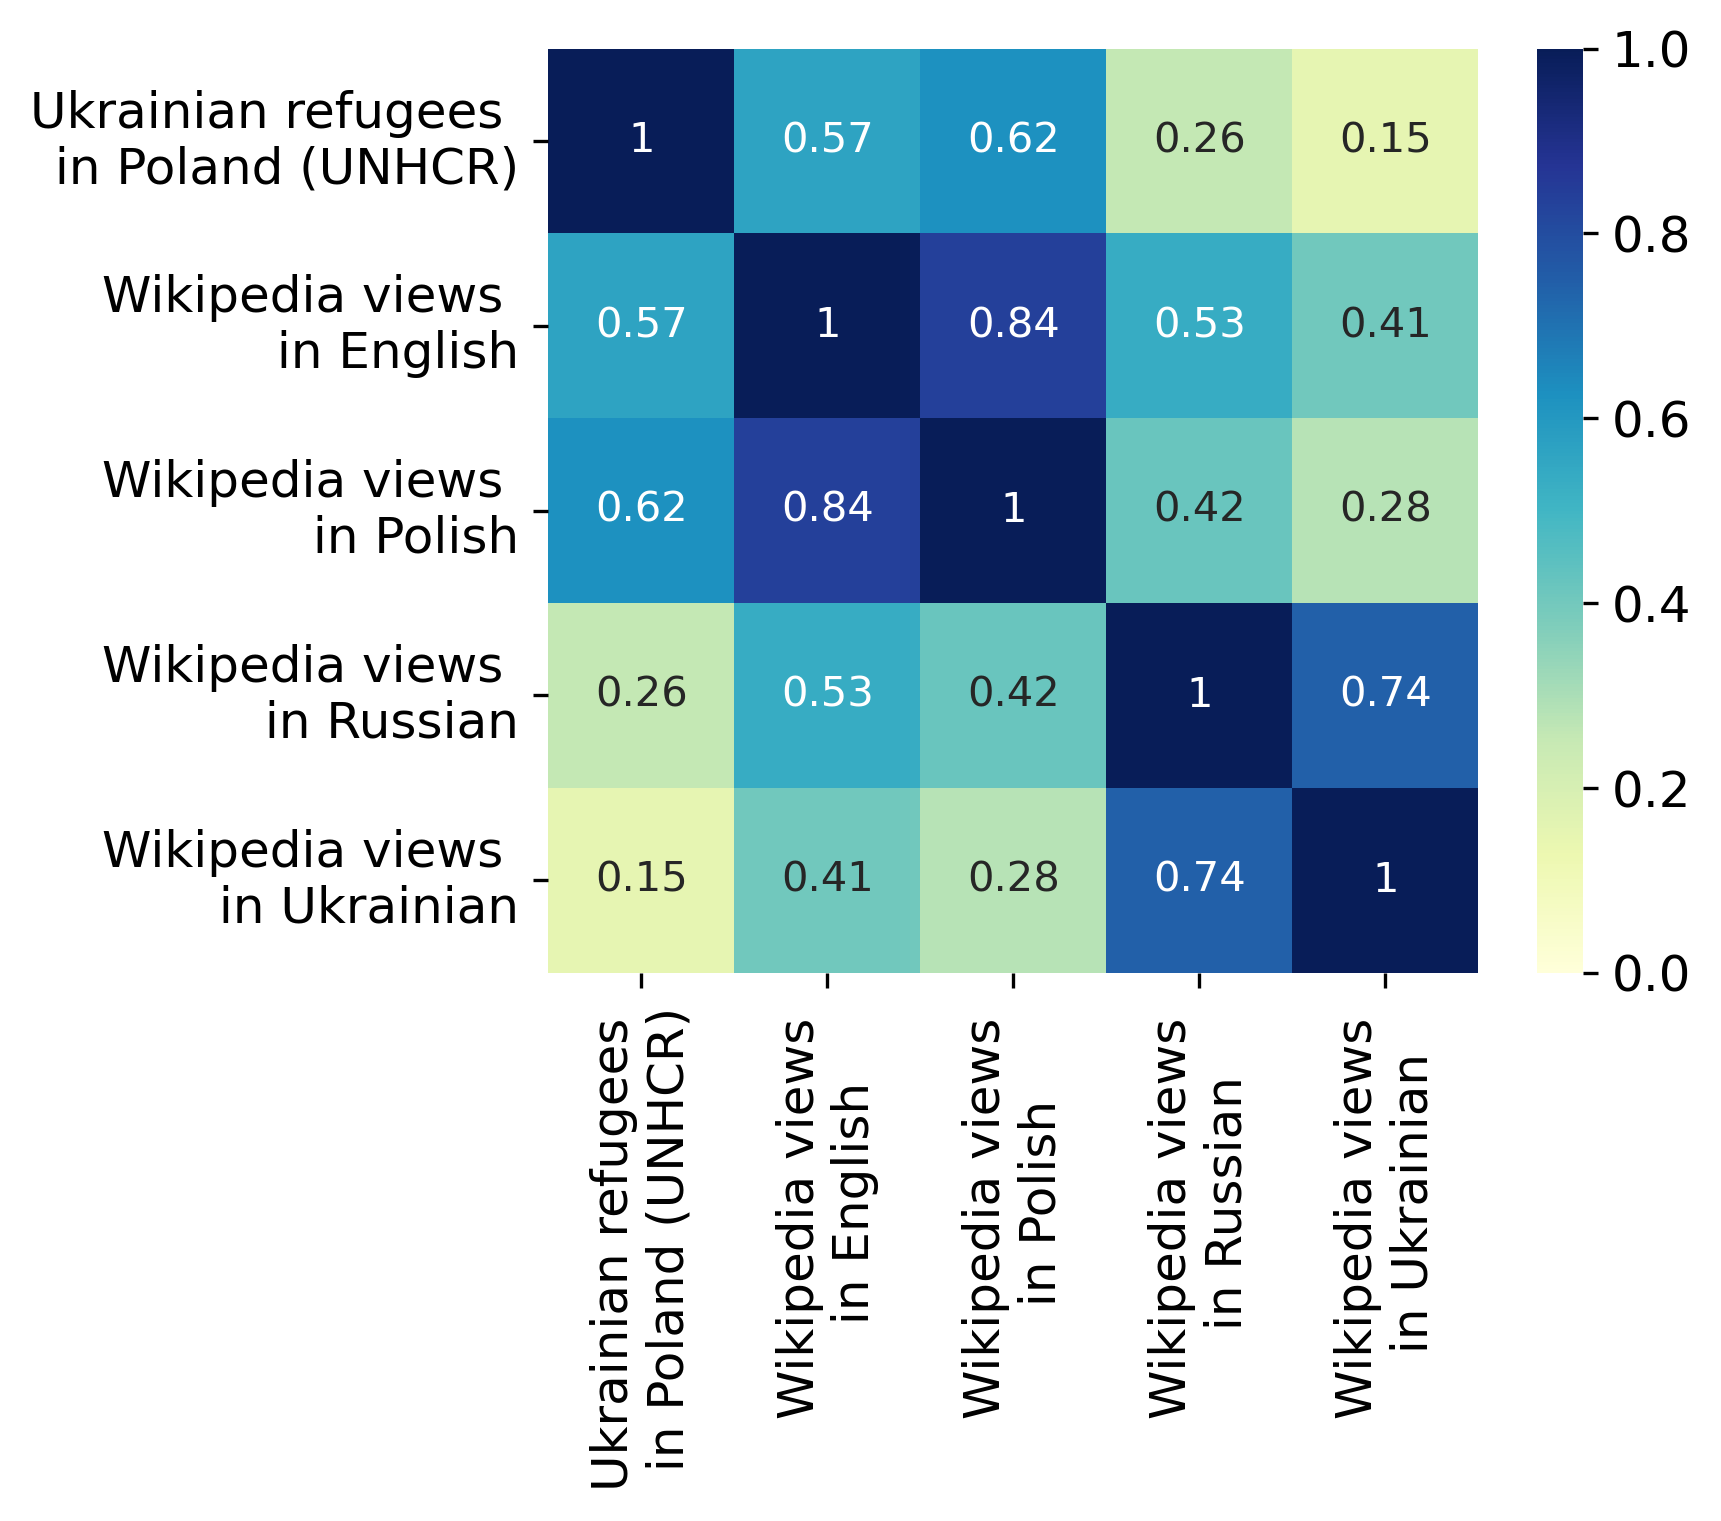 Ukrainian refugees
in Poland (UNHCR)
1 0.57 0.62 0.26 0.15
Wikipedia views
in English
0.57 1 0.84 0.53 0.41
Wikipedia views
in Polish
0.62 0.84 1 0.42 0.28
Wikipedia views
in Russian
0.26 0.53 0.42 1 0.74
Wikipedia views
in Ukrainian
0.15 0.41 0.28 0.74 1
Ukrainian refugees
in Poland (UNHCR)
Wikipedia views
in English
Wikipedia views
in Polish
Wikipedia views
in Russian
Wikipedia views
in Ukrainian
1.0
0.8
0.6
0.4
0.2
0.0